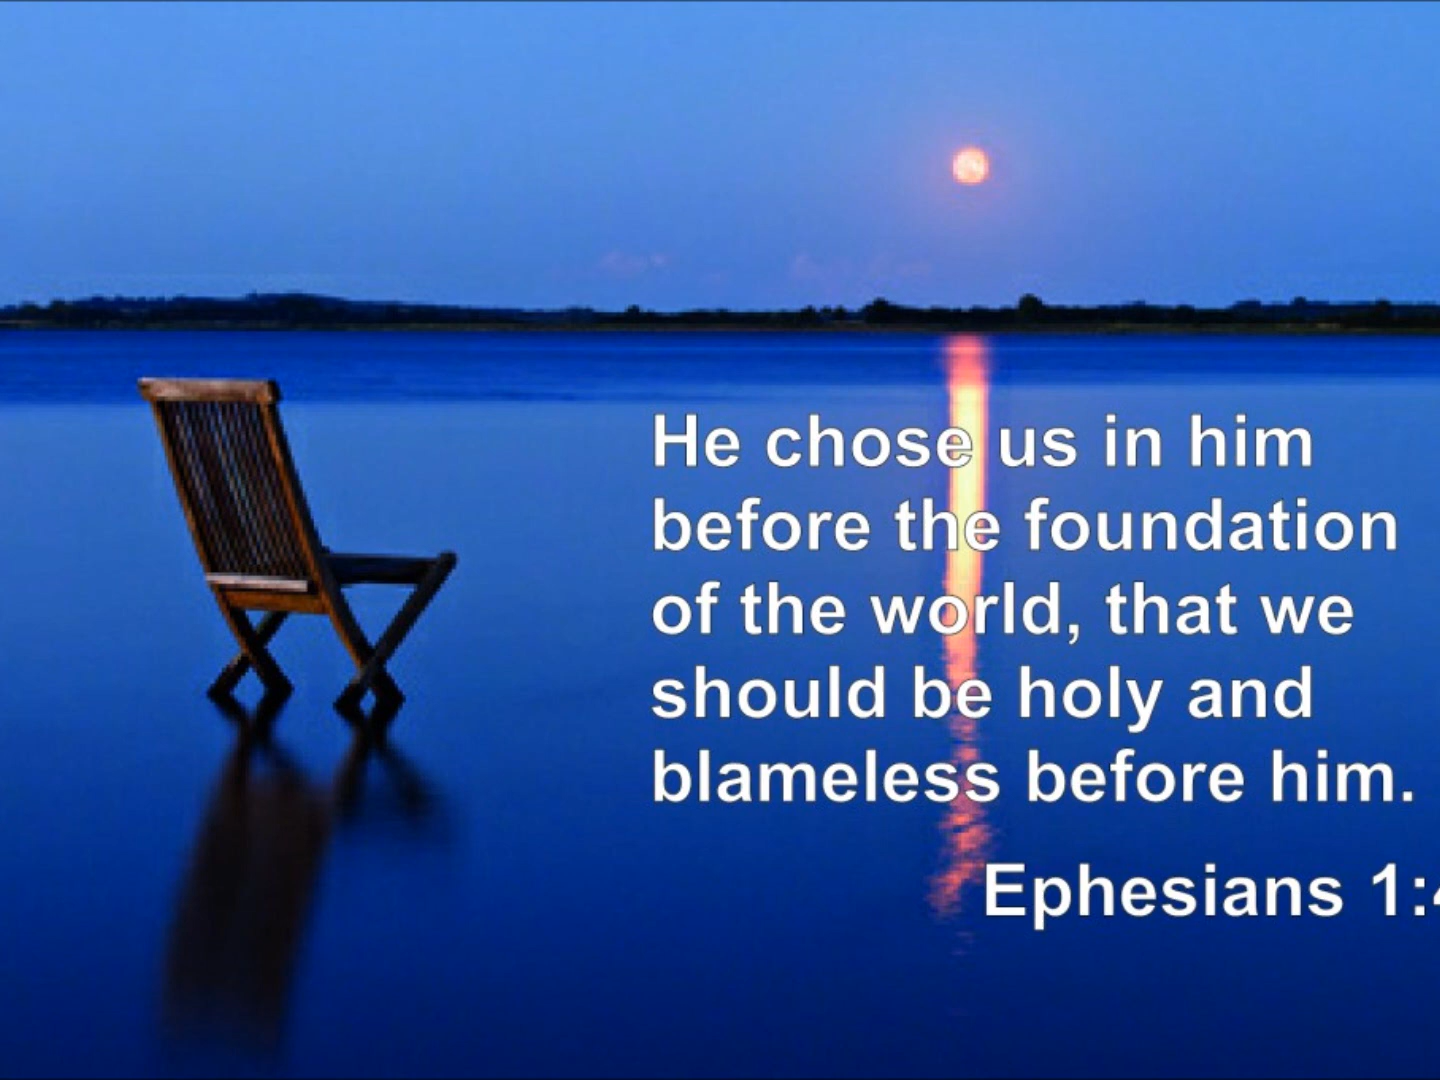 He chose us in him
before the foundation
of the world, that we
should be holy and
blameless before him.
Ephesians 1:4